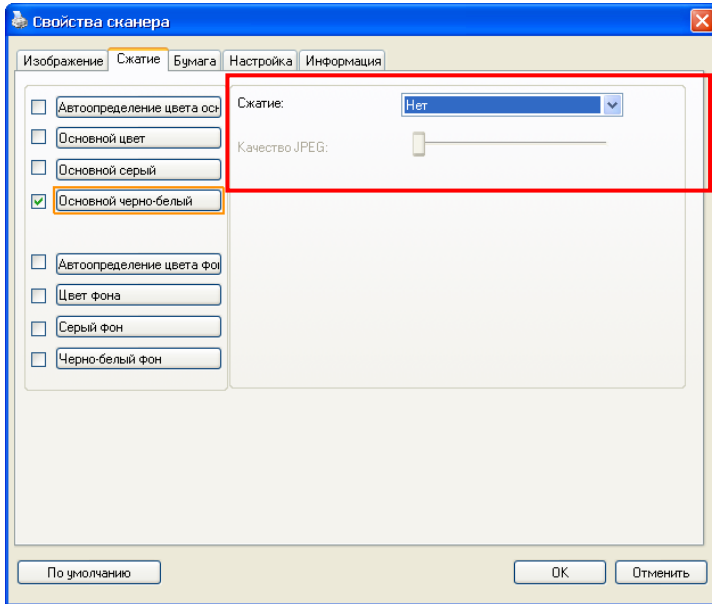 Свойства сканера
Изображение Сжатие Бумага Настройка Информация
Автоопределение цвета осн
Основной цвет
Основной серый
Основной черно-белый
Автоопределение цвета фон
Цвет фона
Серый фон
Черно-белый фон
Сжатие: Нет
Качество JPEG:
По умолчанию OK Отменить